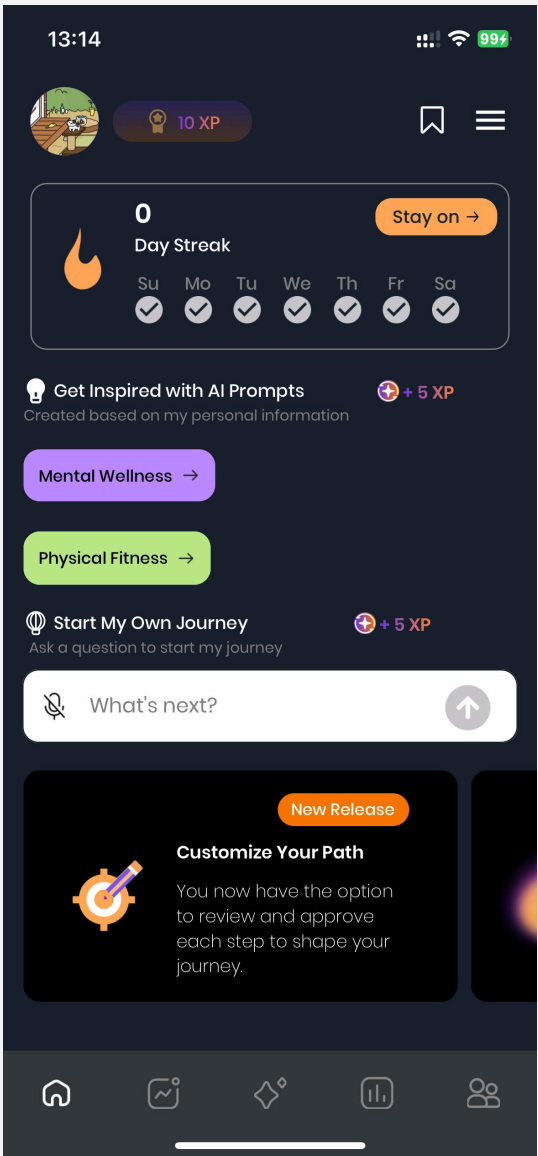 13:14
99
10 XP
0
Stay on →
Day Streak
Su Mo Tu We Th Fr Sa
Get Inspired with AI Prompts + 5 XP
Created based on my personal information
Mental Wellness →
Physical Fitness →
Start My Own Journey + 5 XP
Ask a question to start my journey
What's next?
New Release
Customize Your Path
You now have the option
to review and approve
each step to shape your
journey.